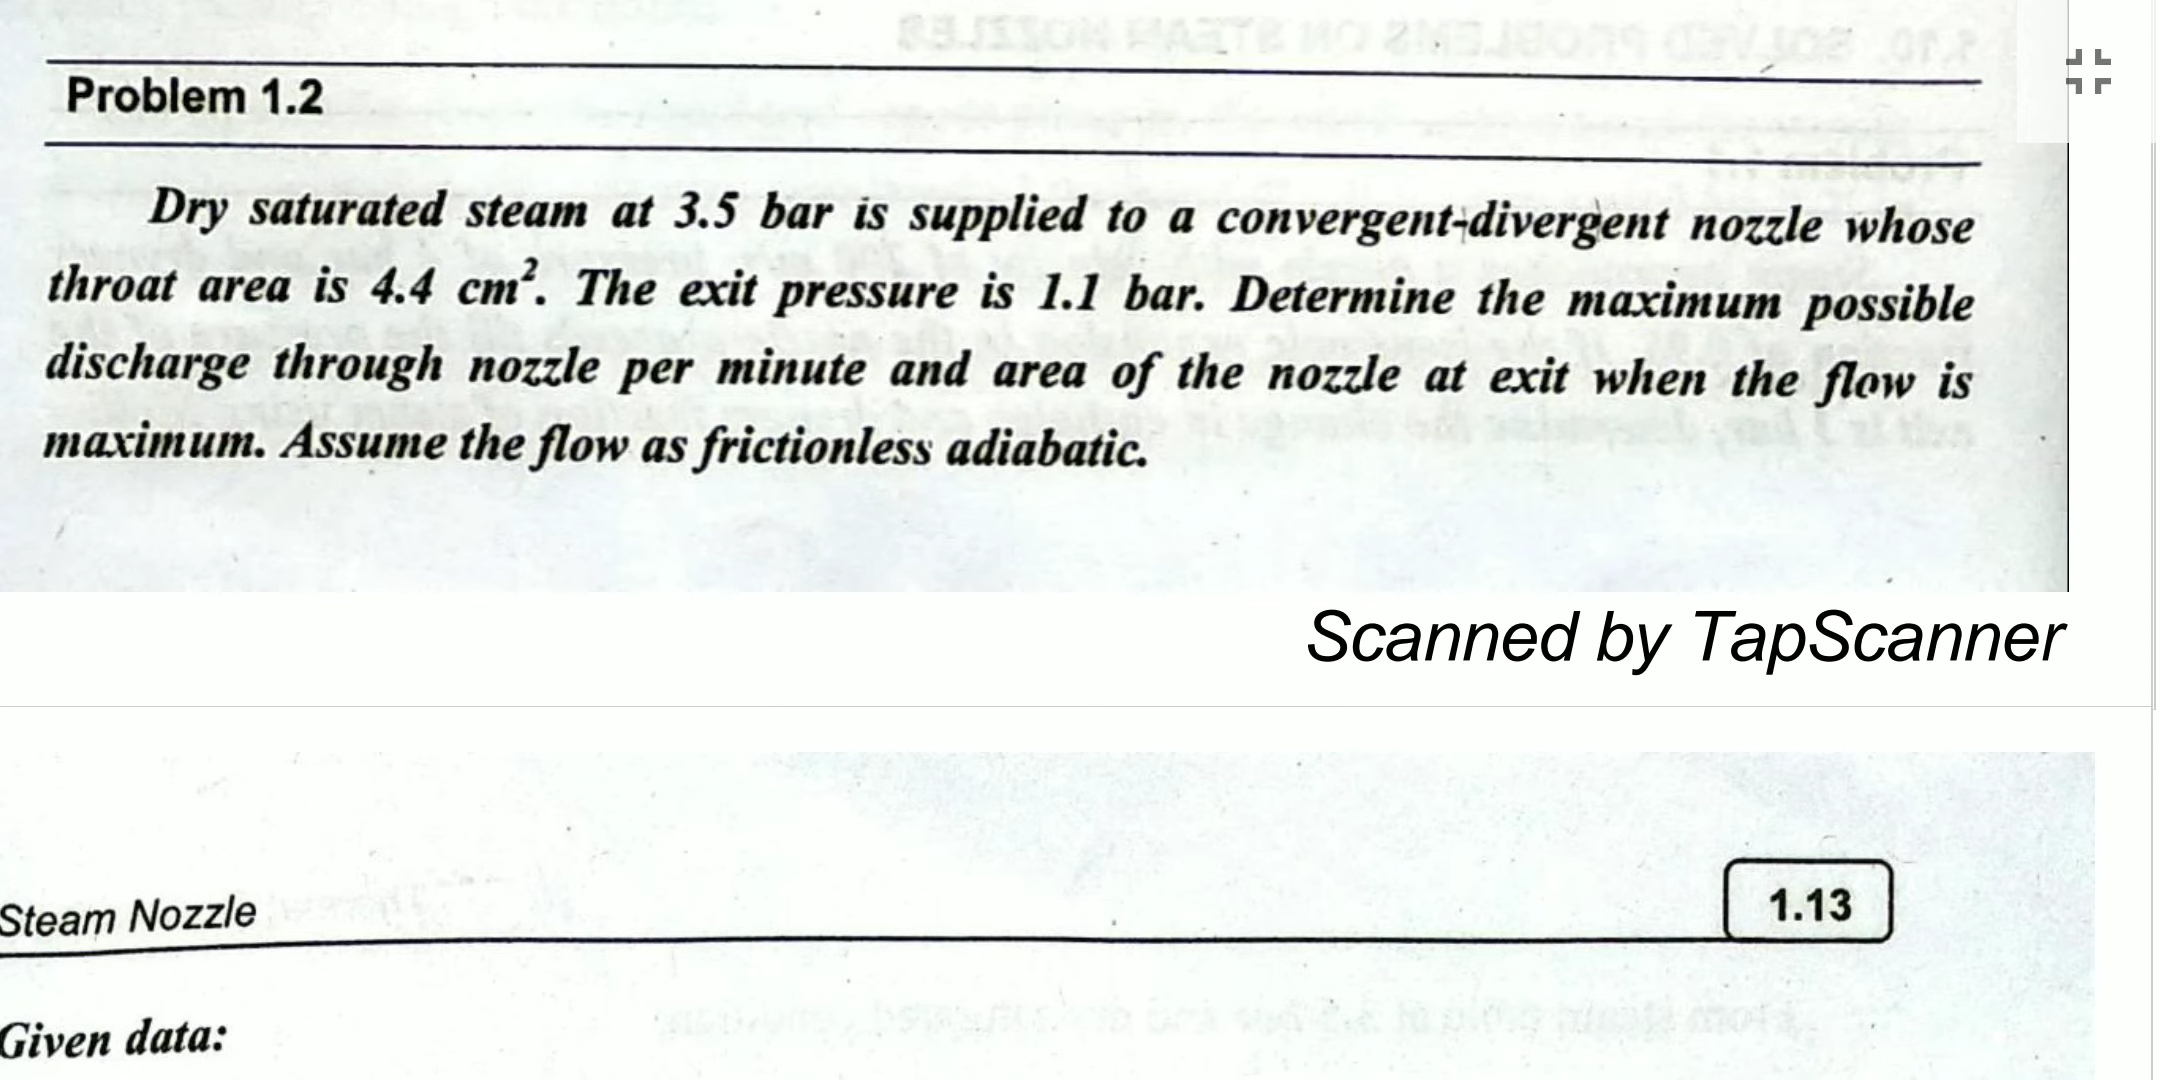 Problem 1.2
Dry saturated steam at 3.5 bar is supplied to a convergent-divergent nozzle whose
throat area is 4.4 cm². The exit pressure is 1.1 bar. Determine the maximum possible
discharge through nozzle per minute and area of the nozzle at exit when the flow is
maximum. Assume the flow as frictionless adiabatic.
Scanned by TapScanner
Steam Nozzle
1.13
Given data: